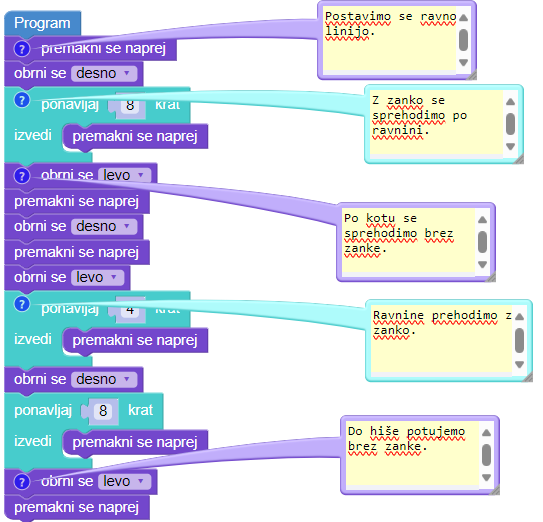 Program
? premakni se naprej
obrni se desno
? ponavljaj 8 krat
izvedi premakni se naprej
? obrni se levo
premakni se naprej
obrni se desno
premakni se naprej
obrni se levo
? ponavljaj 4 krat
izvedi premakni se naprej
obrni se desno
ponavljaj 8 krat
izvedi premakni se naprej
? obrni se levo
premakni se naprej
Postavimo se ravno
linijo.
Z zanko se
sprehodimo po
ravnini.
Po kotu se
sprehodimo brez
zanke.
Ravnine prehodimo z
zanko.
Do hiše potujemo
brez zanke.